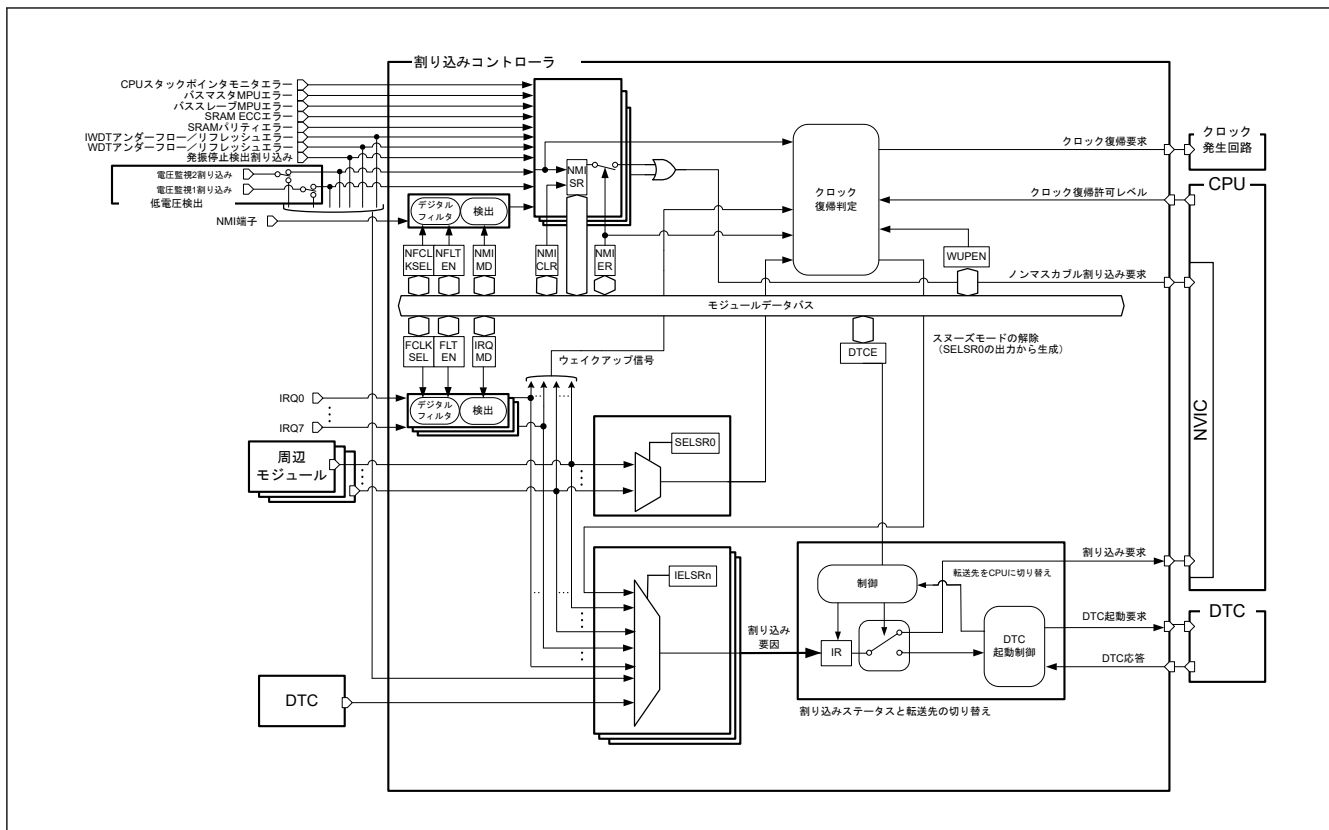 割り込みコントローラ
CPUスタックポインタモニタエラー
バスマスタMPUエラー
バススレーブMPUエラー
SRAM ECCエラー
SRAMパリティエラー
IWDTアンダーフロー／リフレッシュエラー
WDTアンダーフロー／リフレッシュエラー
発振停止検出割り込み
電圧監視2割り込み
電圧監視1割り込み
低電圧検出
NMI端子
デジタル
フィルタ
検出
NMI
SR
NFCL
KSEL
NFLT
EN
NMI
MD
NMI
CLR
NMI
ER
クロック
復帰判定
WUPEN
クロック復帰要求
クロック復帰許可レベル
ノンマスカブル割り込み要求
クロック
発生回路
CPU
NVIC
モジュールデータバス
FCLK
SEL
FLT
EN
IRQ
MD
ウェイクアップ信号
DTCE
スヌーズモードの解除
（SELSR0の出力から生成）
IRQ0
IRQ7
デジタル
フィルタ
検出
周辺
モジュール
SELSR0
IELSRn
割り込み
要因
制御
転送先をCPUに切り替え
IR
DTC
起動制御
割り込み要求
DTC起動要求
DTC応答
DTC
DTC
割り込みステータスと転送先の切り替え